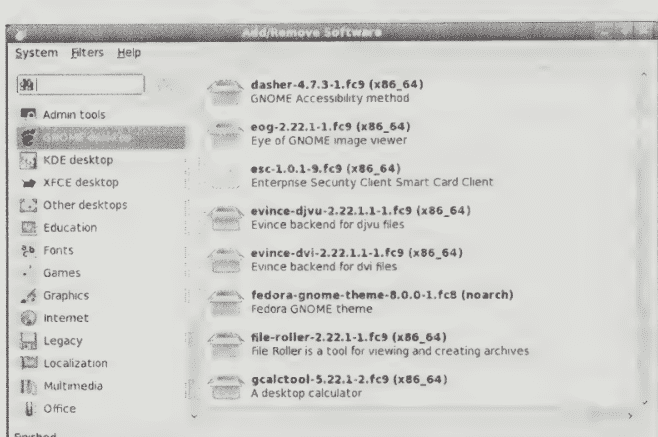 Add/Remove Software
System Filters Help
Admin tools
GNOME desktop
KDE desktop
XFCE desktop
Other desktops
Education
Fonts
Games
Graphics
Internet
Legacy
Localization
Multimedia
Office
dasher-4.7.3-1.fc9 (x86_64)
GNOME Accessibility method
eog-2.22.1-1.fc9 (x86_64)
Eye of GNOME image viewer
esc-1.0.1-9.fc9 (x86_64)
Enterprise Security Client Smart Card Client
evince-djvu-2.22.1.1-1.fc9 (x86_64)
Evince backend for djvu files
evince-dvi-2.22.1.1-1.fc9 (x86_64)
Evince backend for dvi files
fedora-gnome-theme-8.0.0-1.fc8 (noarch)
Fedora GNOME theme
file-roller-2.22.1-1.fc9 (x86_64)
File Roller is a tool for viewing and creating archives
gcalctool-5.22.1-2.fc9 (x86_64)
A desktop calculator
Finished